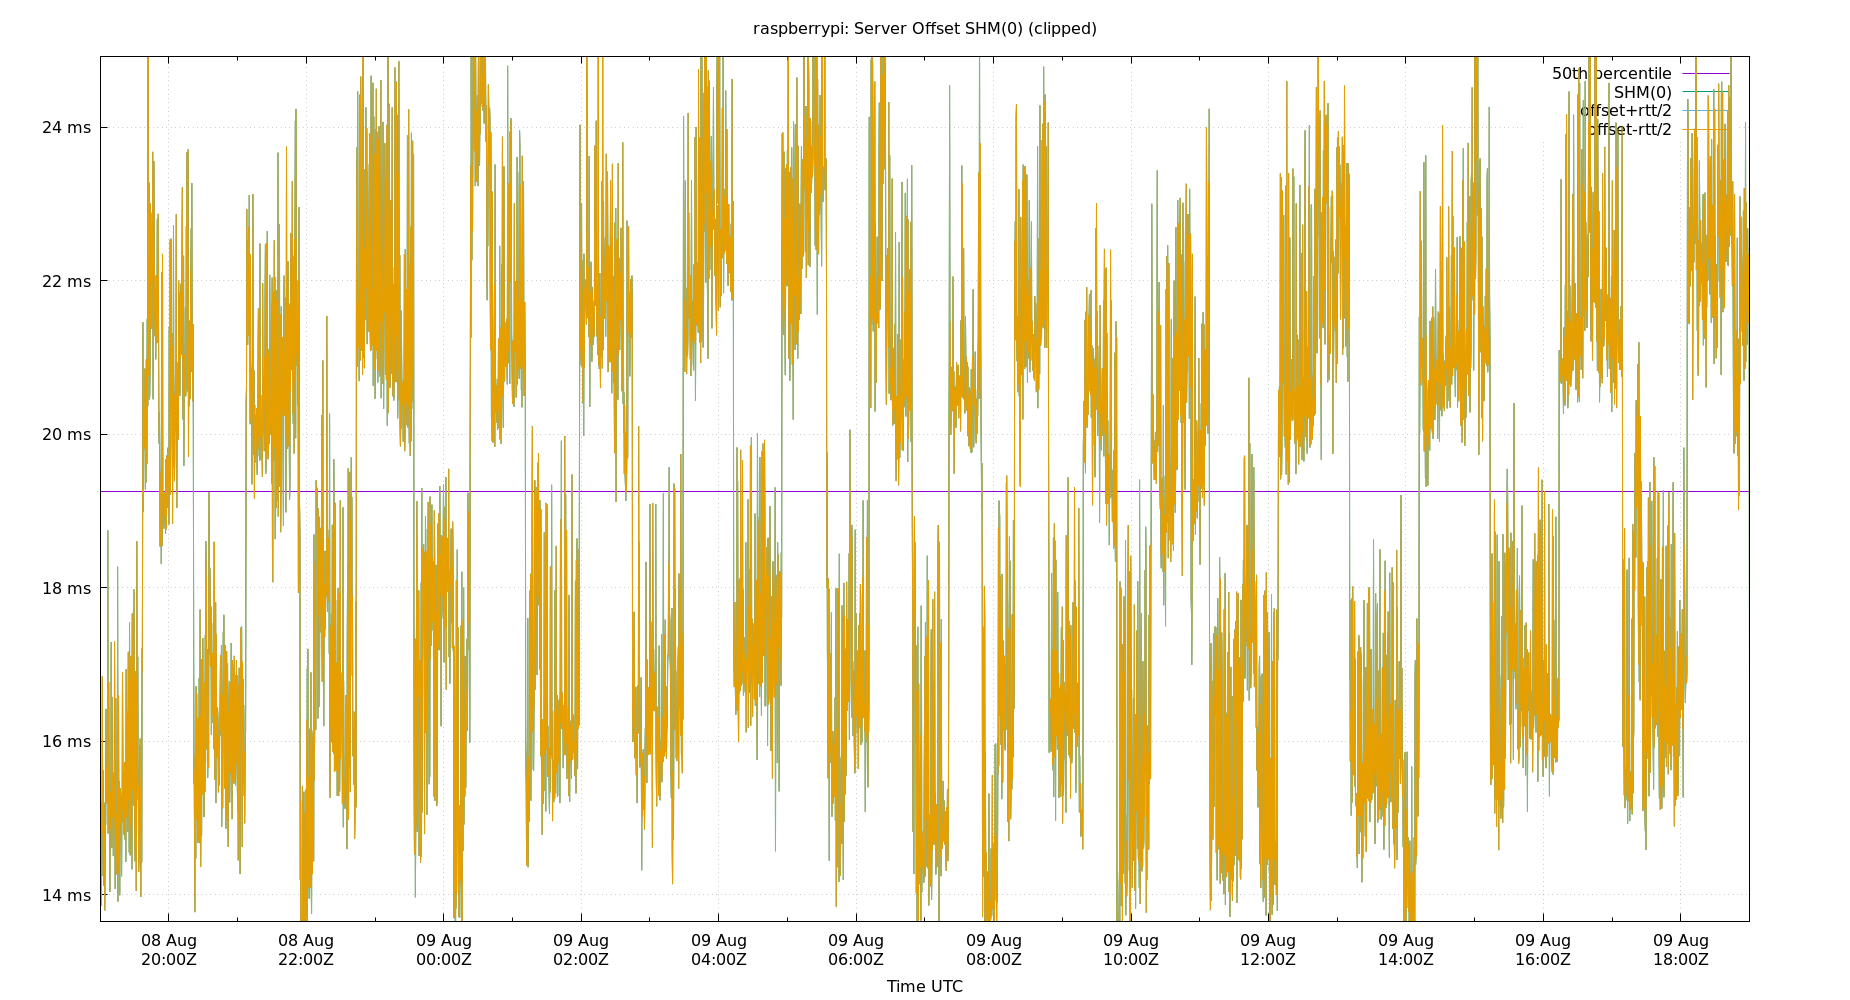 raspberrypi: Server Offset SHM(0) (clipped)
50th percentile
SHM(0)
offset+rtt/2
offset-rtt/2
24 ms
22 ms
20 ms
18 ms
16 ms
14 ms
08 Aug
20:00Z
08 Aug
22:00Z
09 Aug
00:00Z
09 Aug
02:00Z
09 Aug
04:00Z
09 Aug
06:00Z
09 Aug
08:00Z
09 Aug
10:00Z
09 Aug
12:00Z
09 Aug
14:00Z
09 Aug
16:00Z
09 Aug
18:00Z
Time UTC